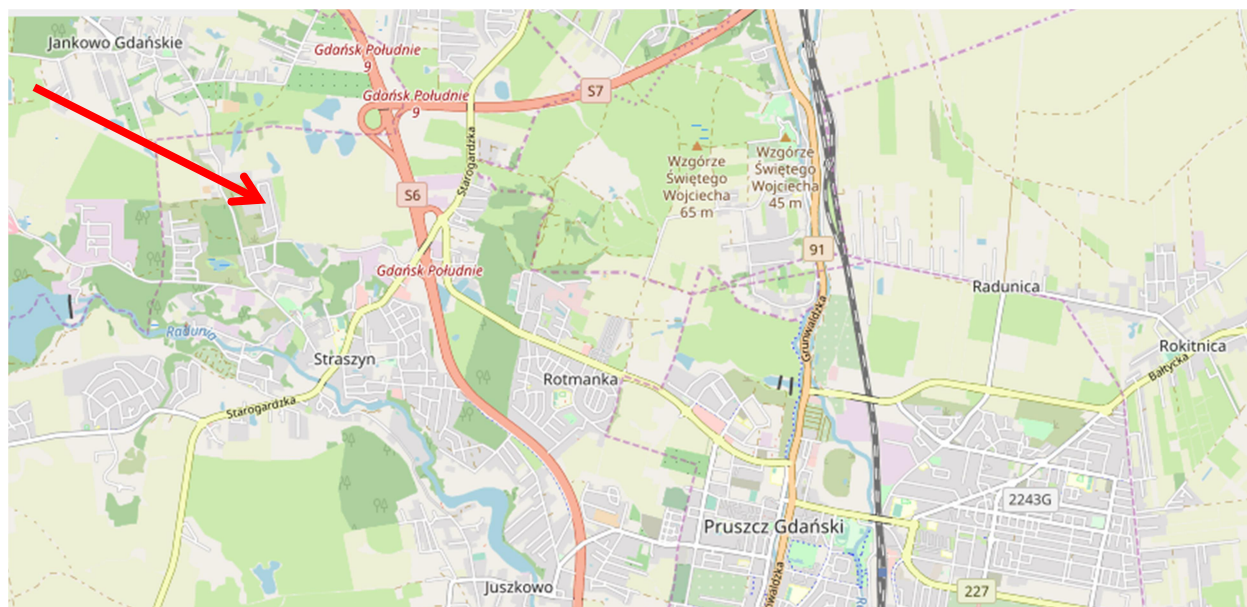 Jankowo Gdańskie
Gdańsk Południe
9
Gdańsk Południe
9
S7
Starogardzka
Wzgórze
Świętego
Wojciecha
65 m
Wzgórze
Świętego
Wojciecha
45 m
S6
91
Gdańsk Południe
Radunica
Radunia
Grunwaldzka
Rokitnica
Straszyn
Bałtycka
Rotmanka
Starogardzka
2243G
Pruszcz Gdański
Juszkowo
227